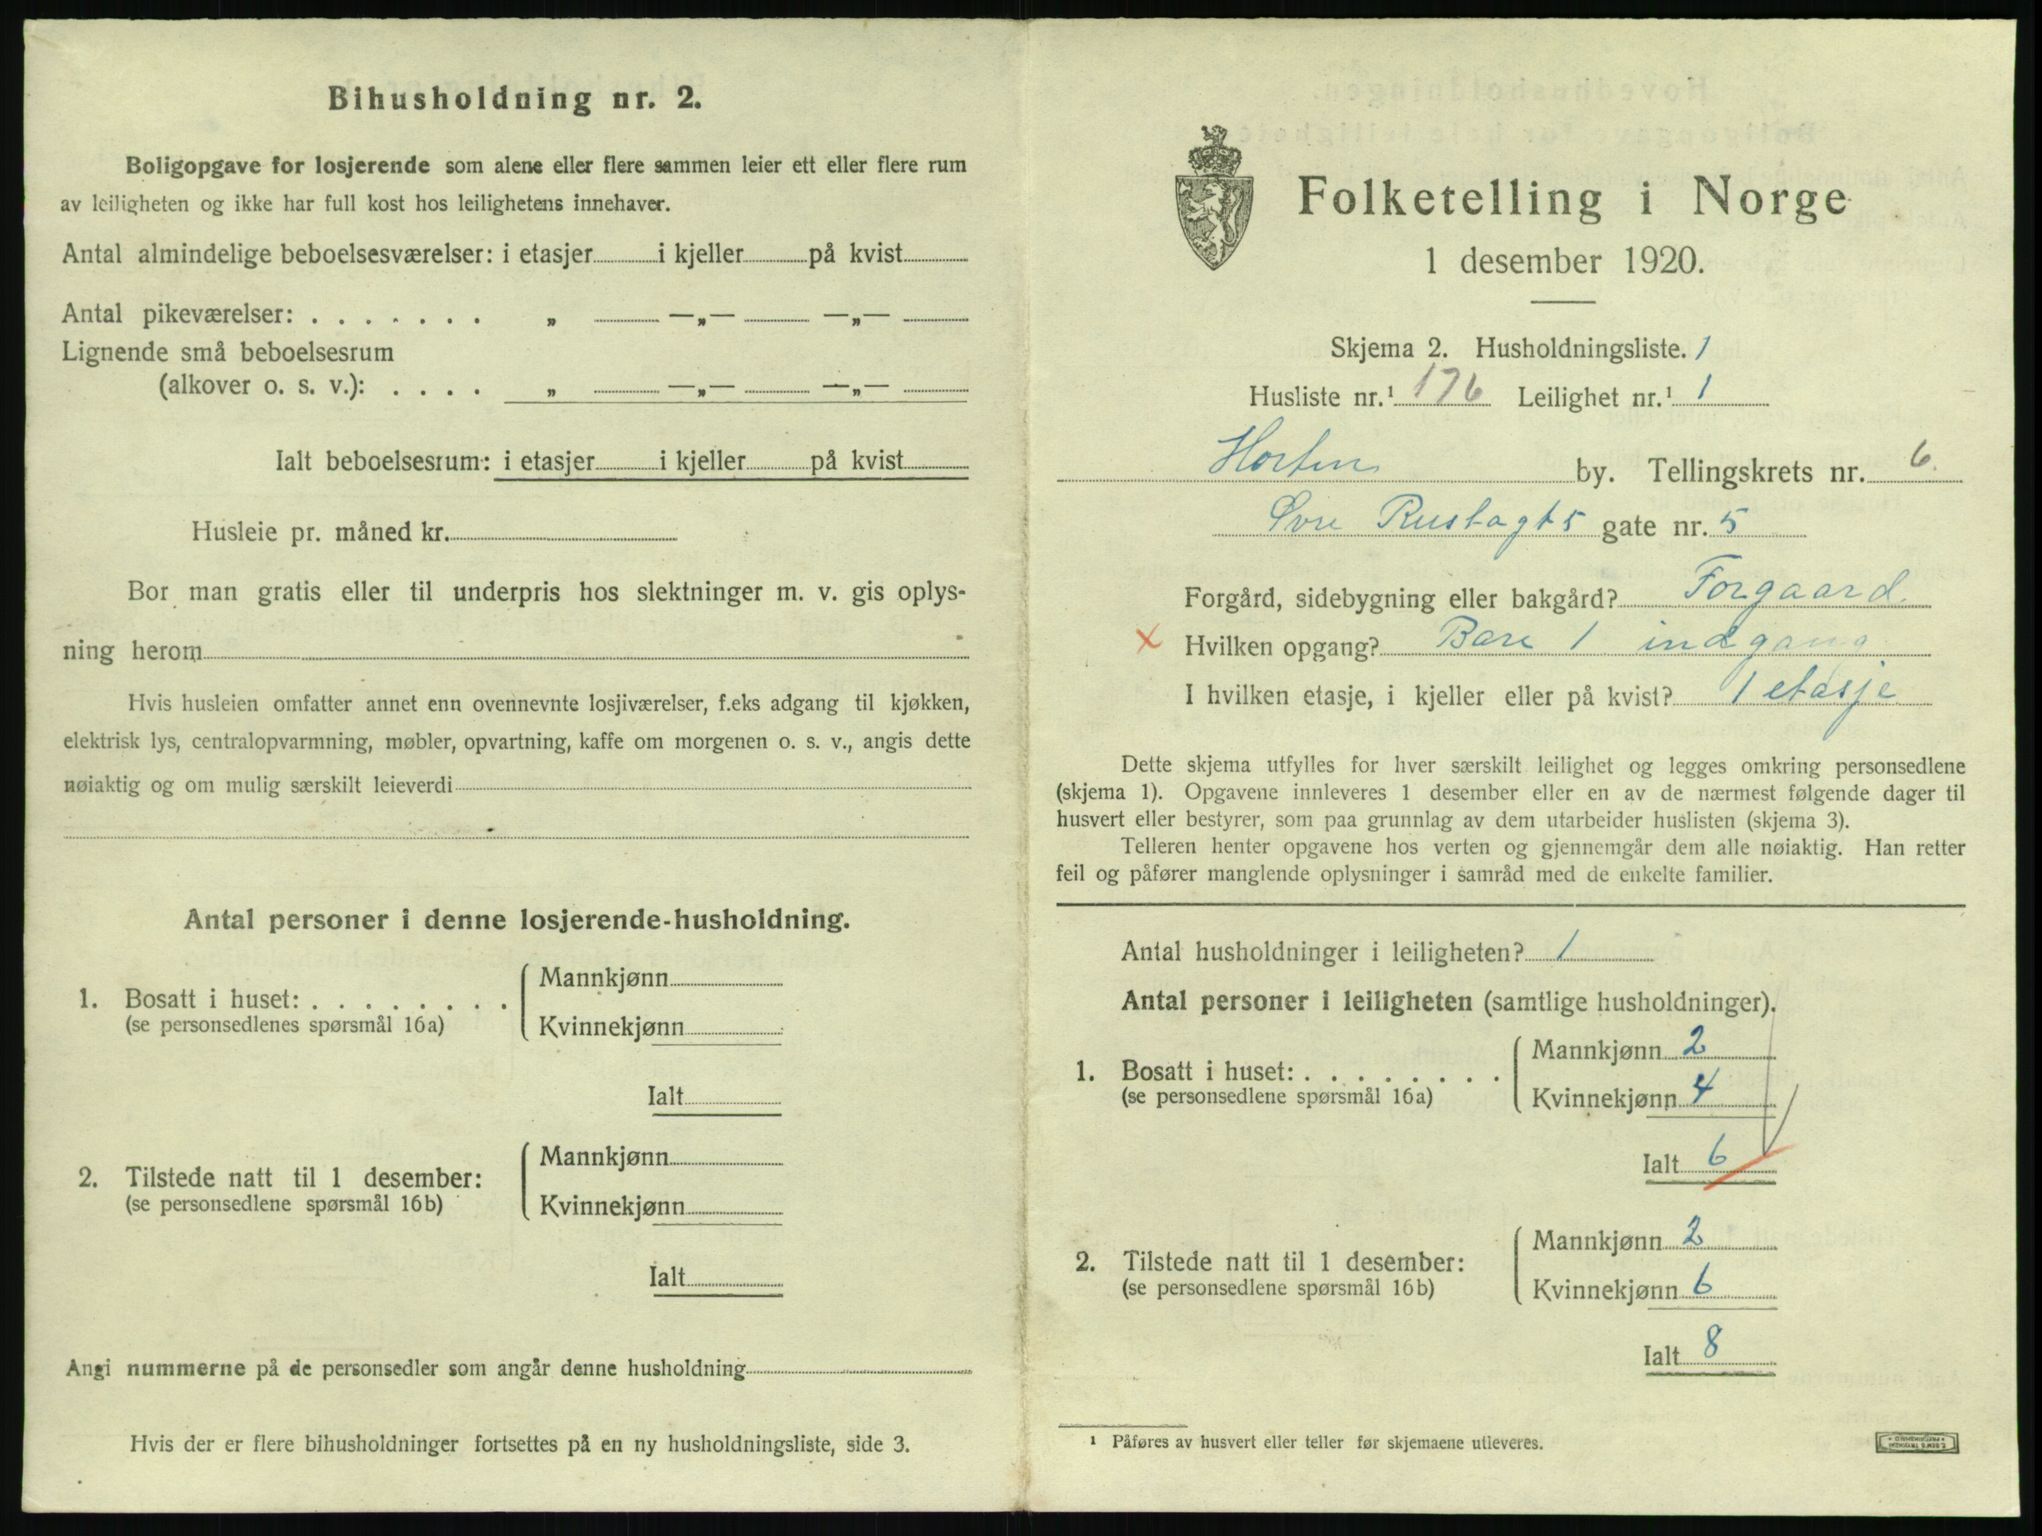 Bihusholdning nr. 2.
Boligopgave for losjerende som alene eller flere sammen leier ett eller flere rum
av leiligheten og ikke har full kost hos leilighetens innehaver.
Antal almindelige beboelsesværelser: i etasjer i kjeller på kvist
Antal pikeværelser: . . . . . . . „ —„— —„—
Lignende små beboelsesrum
(alkover o. s. v.): . . . . „ —„— —„—
Ialt beboelsesrum: i etasjer i kjeller på kvist
Husleie pr. måned kr.
Bor man gratis eller til underpris hos slektninger m. v. gis oplys-
ning herom
Hvis husleien omfatter annet enn ovennevnte losjiværelser, f.eks adgang til kjøkken,
elektrisk lys, centralopvarmning, møbler, opvartning, kaffe om morgenen o. s. v., angis dette
nøiaktig og om mulig særskilt leieverdi
Antal personer i denne losjerende-husholdning.
Mannkjønn
1. Bosatt i huset: . . . . . . . .
(se personsedlenes spørsmål 16a)
Kvinnekjønn
Ialt
Mannkjønn
2. Tilstede natt til 1 desember:
(se personsedlene spørsmål 16b)
Kvinnekjønn
Ialt
Angi nummerne på de personsedler som angår denne husholdning
Hvis der er flere bihusholdninger fortsettes på en ny husholdningsliste, side 3.
Folketelling i Norge
1 desember 1920.
Skjema 2. Husholdningsliste. 1
Husliste nr.¹ 176 Leilighet nr.¹ 1
Horten by. Tellingskrets nr. 6.
Øvre Rustagts gate nr. 5
Forgård, sidebygning eller bakgård? Forgaard.
x Hvilken opgang? Bare 1 indgang
I hvilken etasje, i kjeller eller på kvist? 1 etasje
Dette skjema utfylles for hver særskilt leilighet og legges omkring personsedlene
(skjema 1). Opgavene innleveres 1 desember eller en av de nærmest følgende dager til
husvert eller bestyrer, som paa grunnlag av dem utarbeider huslisten (skjema 3).
Telleren henter opgavene hos verten og gjennemgår dem alle nøiaktig. Han retter
feil og påfører manglende oplysninger i samråd med de enkelte familier.
Antal husholdninger i leiligheten? 1
Antal personer i leiligheten (samtlige husholdninger).
Mannkjønn 2
1. Bosatt i huset: . . . . . . . .
(se personsedlene spørsmål 16a)
Kvinnekjønn 4
Ialt 6
Mannkjønn 2
2. Tilstede natt til 1 desember:
(se personsedlene spørsmål 16b)
Kvinnekjønn 6
Ialt 8
¹ Påføres av husvert eller teller før skjemaene utleveres.